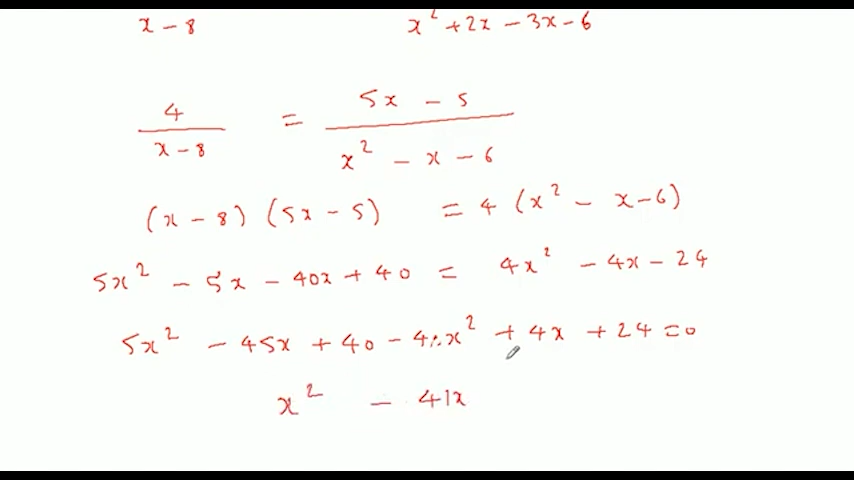 x - 8 x² + 2x - 3x - 6
4 = 5x - 5
x - 8 x² - x - 6
(x - 8) (5x - 5) = 4 (x² - x - 6)
5x² - 5x - 40x + 40 = 4x² - 4x - 24
5x² - 45x + 40 - 4x² + 4x + 24 = 0
x² - 41x